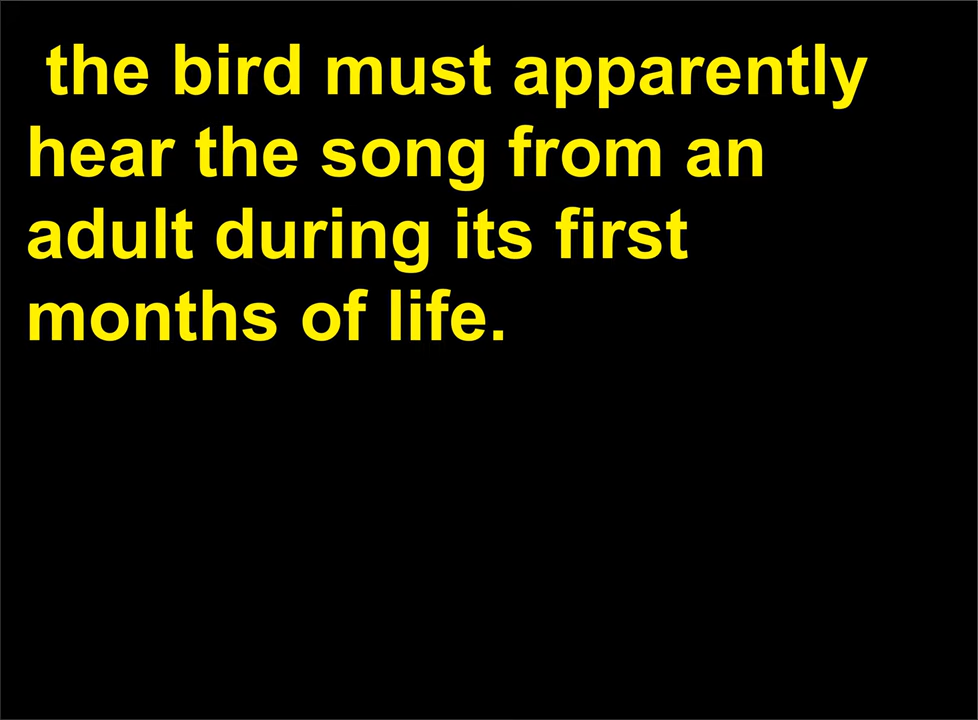 the bird must apparently
hear the song from an
adult during its first
months of life.